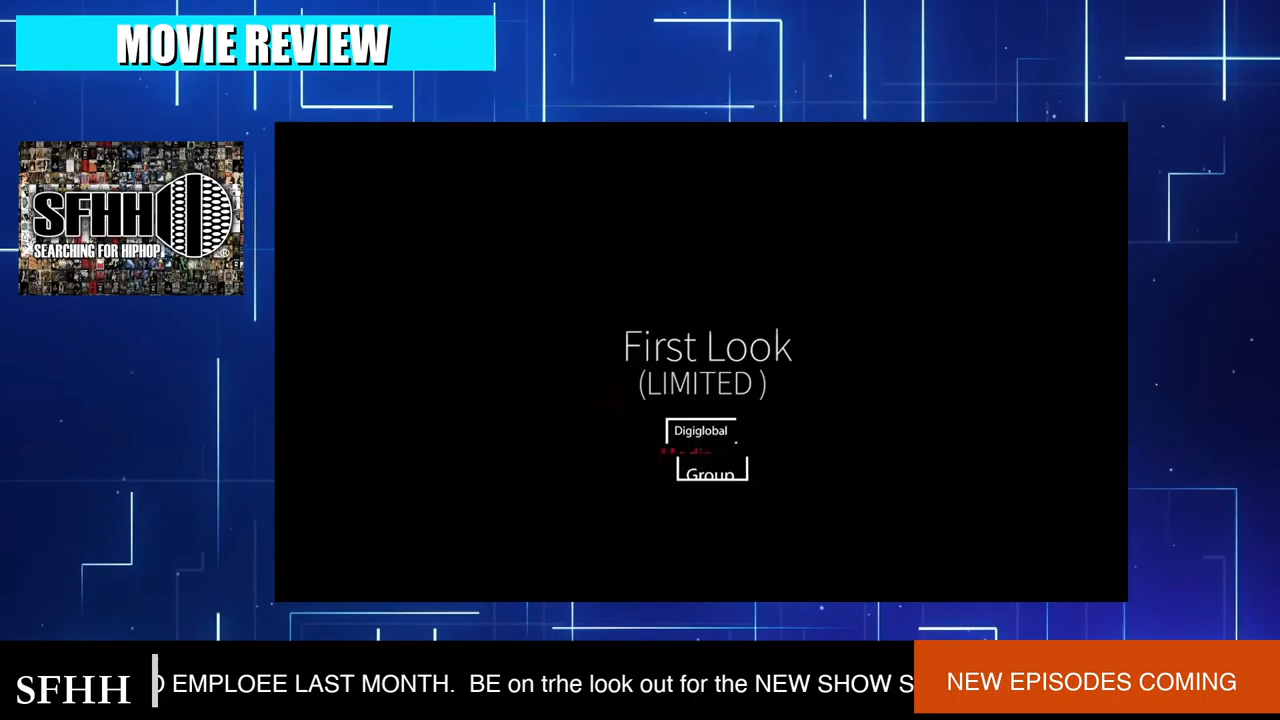 MOVIE REVIEW
SFHH
SEARCHING FOR HIPHOP
®
First Look
(LIMITED )
Digiglobal
Media
Group
SFHH
EMPLOEE LAST MONTH. BE on trhe look out for the NEW SHOW S
NEW EPISODES COMING